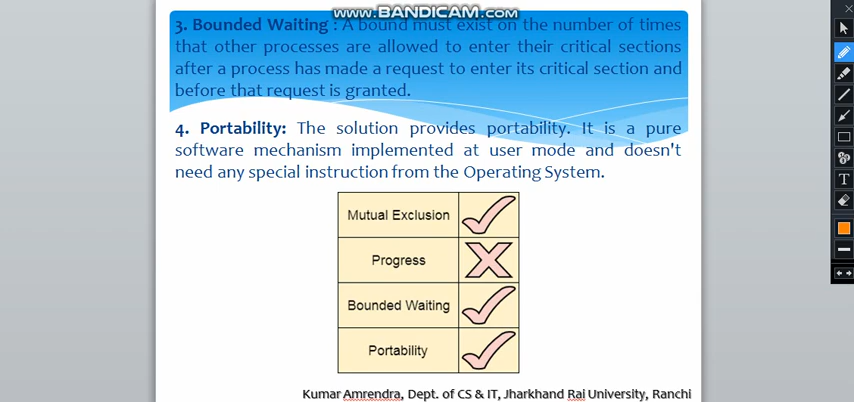 www.BANDICAM.com
3. Bounded Waiting : A bound must exist on the number of times
that other processes are allowed to enter their critical sections
after a process has made a request to enter its critical section and
before that request is granted.
4. Portability: The solution provides portability. It is a pure
software mechanism implemented at user mode and doesn't
need any special instruction from the Operating System.
Mutual Exclusion
Progress
Bounded Waiting
Portability
Kumar Amrendra, Dept. of CS & IT, Jharkhand Rai University, Ranchi
T